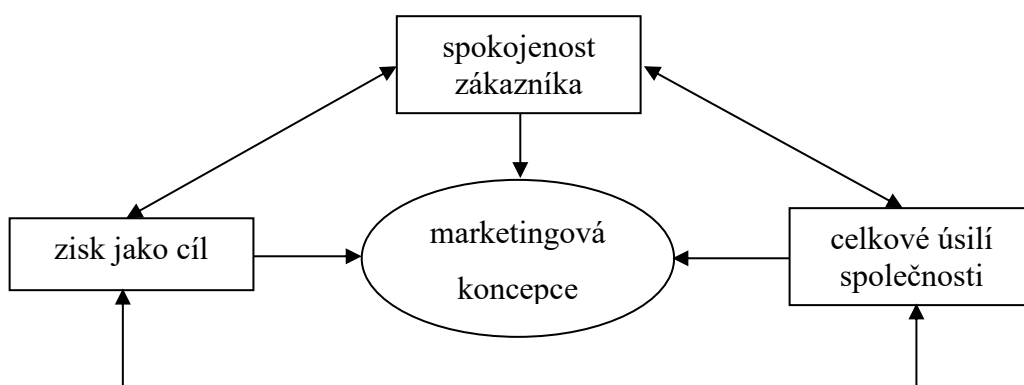 spokojenost
zákazníka
zisk jako cíl
marketingová
koncepce
celkové úsilí
společnosti